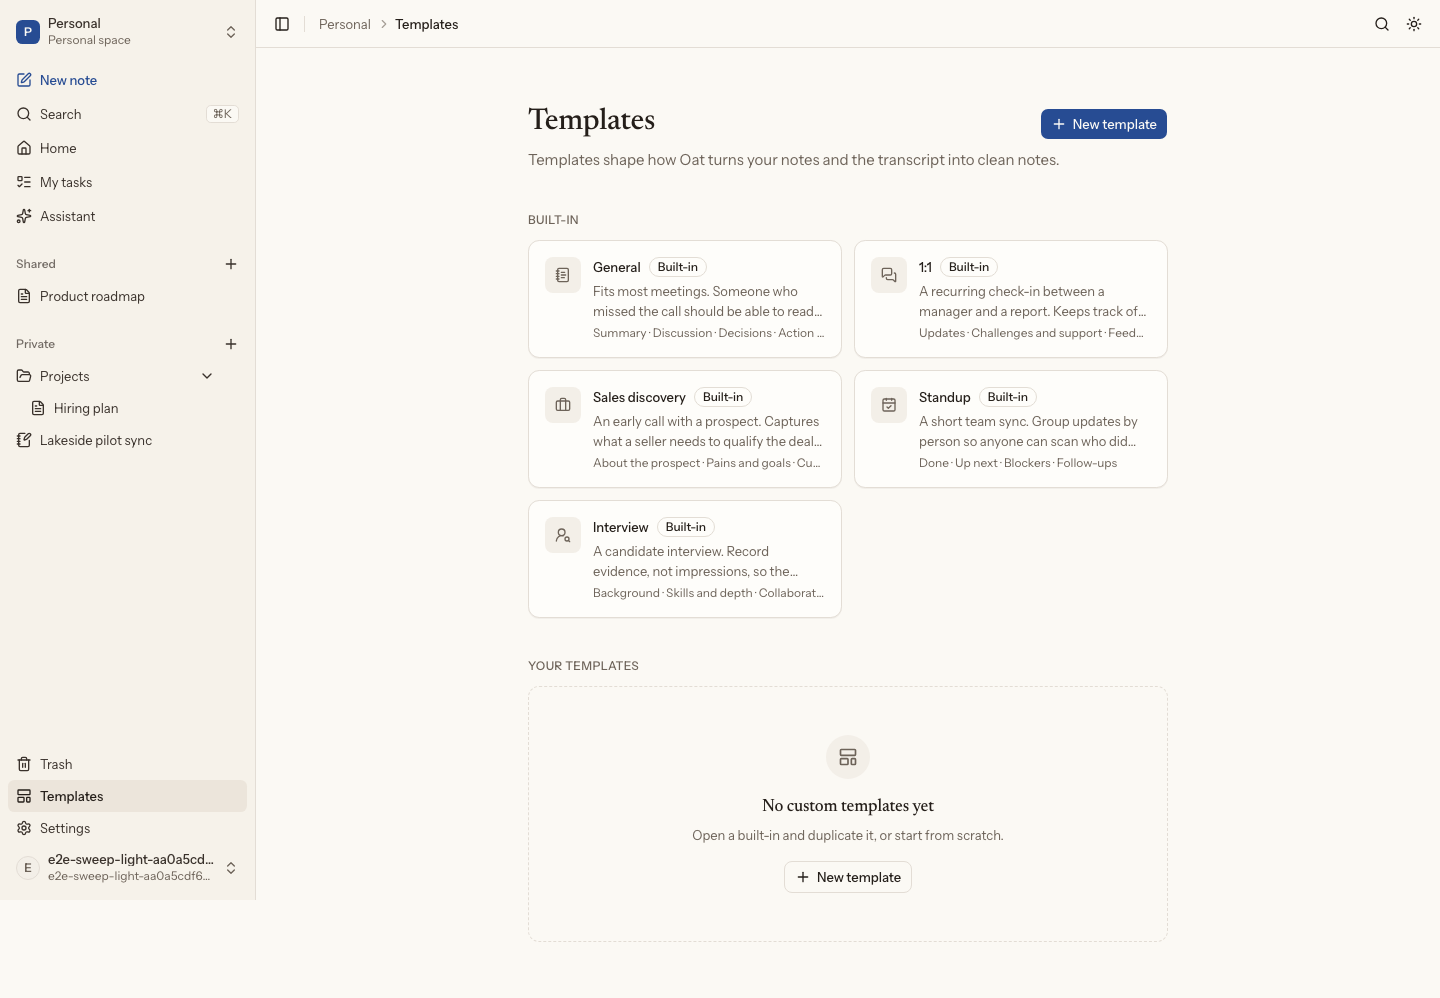 P
Personal
Personal space
New note
Search
⌘K
Home
My tasks
Assistant
Shared
Product roadmap
Private
Projects
Hiring plan
Lakeside pilot sync
Trash
Templates
Settings
E
e2e-sweep-light-aa0a5cd...
e2e-sweep-light-aa0a5cdf6...
Personal
Templates
Templates
New template
Templates shape how Oat turns your notes and the transcript into clean notes.
BUILT-IN
General
Built-in
Fits most meetings. Someone who
missed the call should be able to read...
Summary · Discussion · Decisions · Action ...
1:1
Built-in
A recurring check-in between a
manager and a report. Keeps track of...
Updates · Challenges and support · Feed...
Sales discovery
Built-in
An early call with a prospect. Captures
what a seller needs to qualify the deal...
About the prospect · Pains and goals · Cu...
Standup
Built-in
A short team sync. Group updates by
person so anyone can scan who did...
Done · Up next · Blockers · Follow-ups
Interview
Built-in
A candidate interview. Record
evidence, not impressions, so the...
Background · Skills and depth · Collaborat...
YOUR TEMPLATES
No custom templates yet
Open a built-in and duplicate it, or start from scratch.
New template